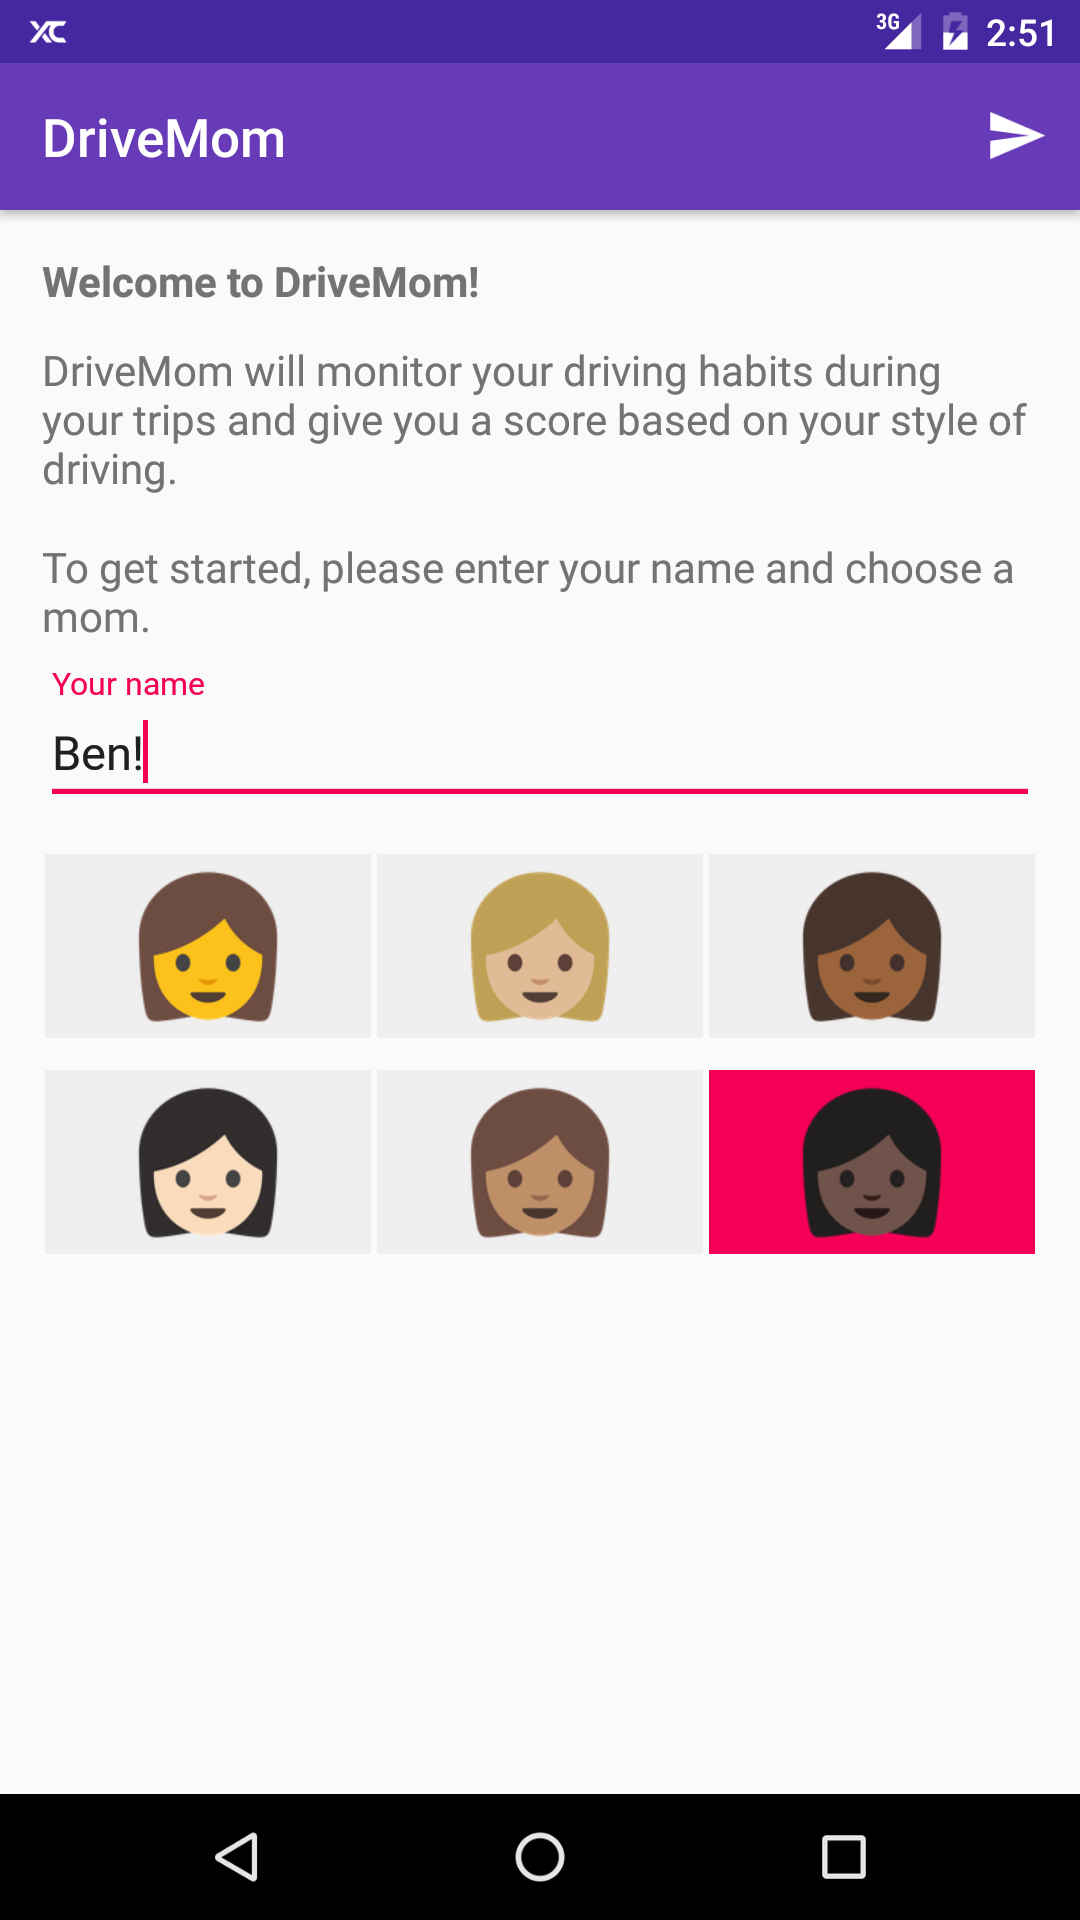 XC
3G 2:51
DriveMom
Welcome to DriveMom!
DriveMom will monitor your driving habits during
your trips and give you a score based on your style of
driving.
To get started, please enter your name and choose a
mom.
Your name
Ben!